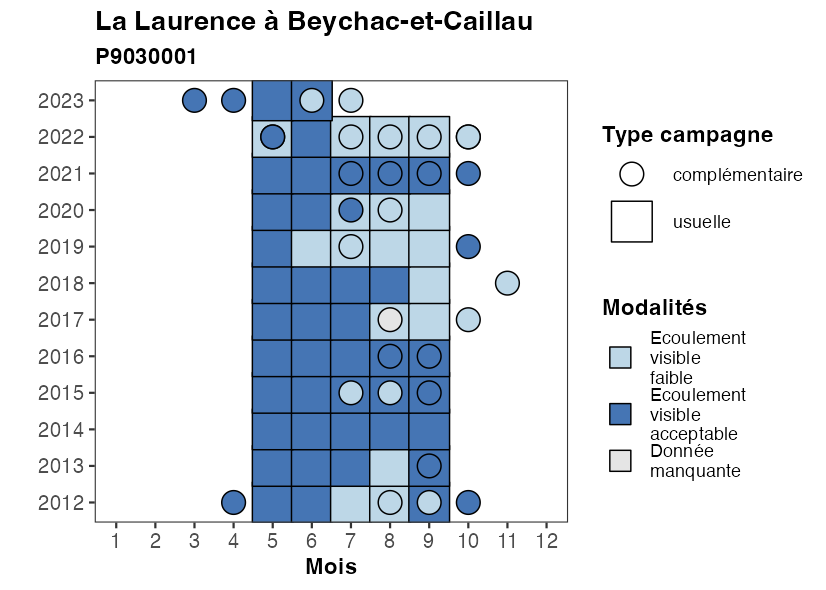 La Laurence à Beychac-et-Caillau
P9030001
2023
2022
2021
2020
2019
2018
2017
2016
2015
2014
2013
2012
1 2 3 4 5 6 7 8 9 10 11 12
Mois
Type campagne
complémentaire
usuelle
Modalités
Ecoulement
visible
faible
Ecoulement
visible
acceptable
Donnée
manquante